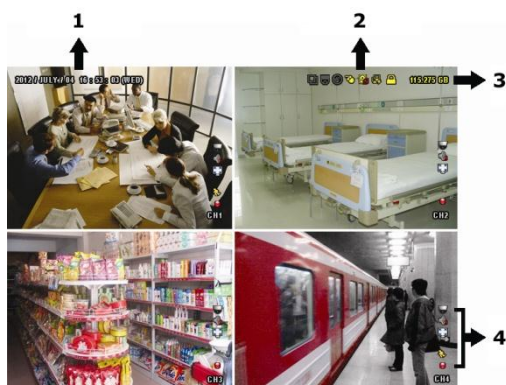 1
2
2012 / JULY / 04 16 : 53 : 03 (WED)
115.275 GB
3
CH1
CH2
CH3
CH4
4